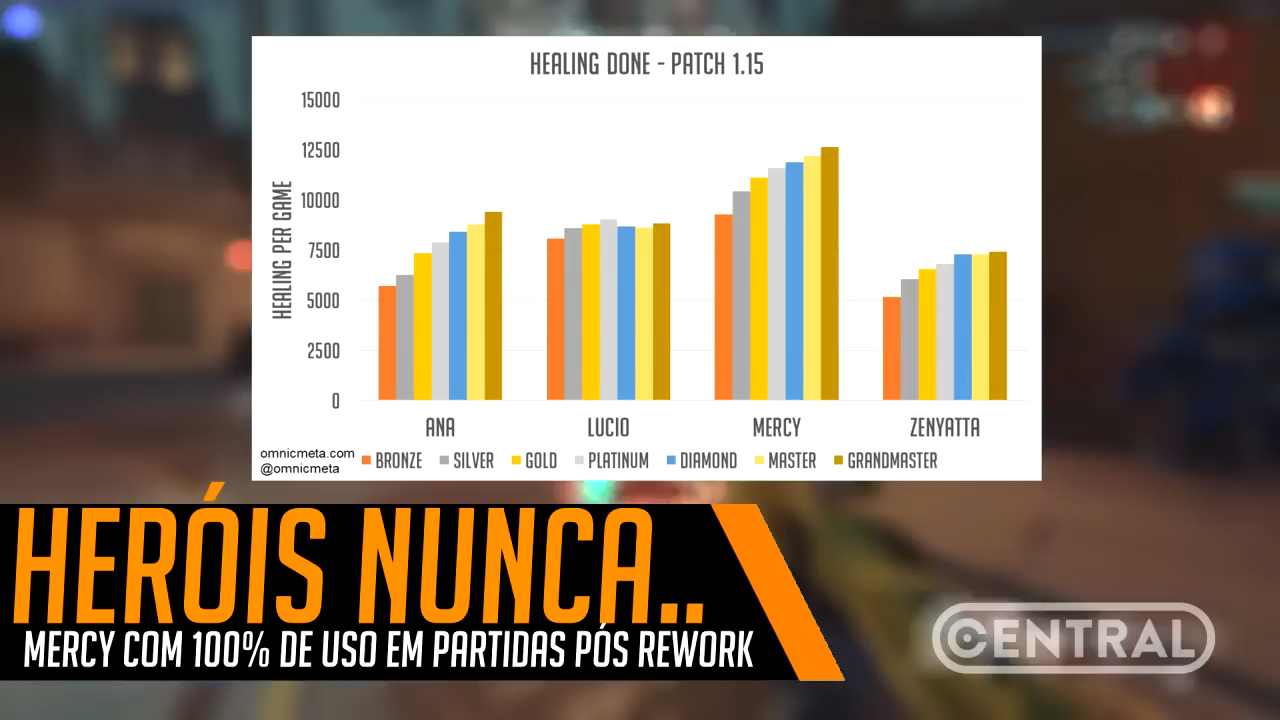 HEALING DONE - PATCH 1.15
15000
12500
10000
7500
5000
2500
0
HEALING PER GAME
ANA LUCIO MERCY ZENYATTA
omnicmeta.com
@omnicmeta
BRONZE SILVER GOLD PLATINUM DIAMOND MASTER GRANDMASTER
HERÓIS NUNCA..
MERCY COM 100% DE USO EM PARTIDAS PÓS REWORK
CENTRAL